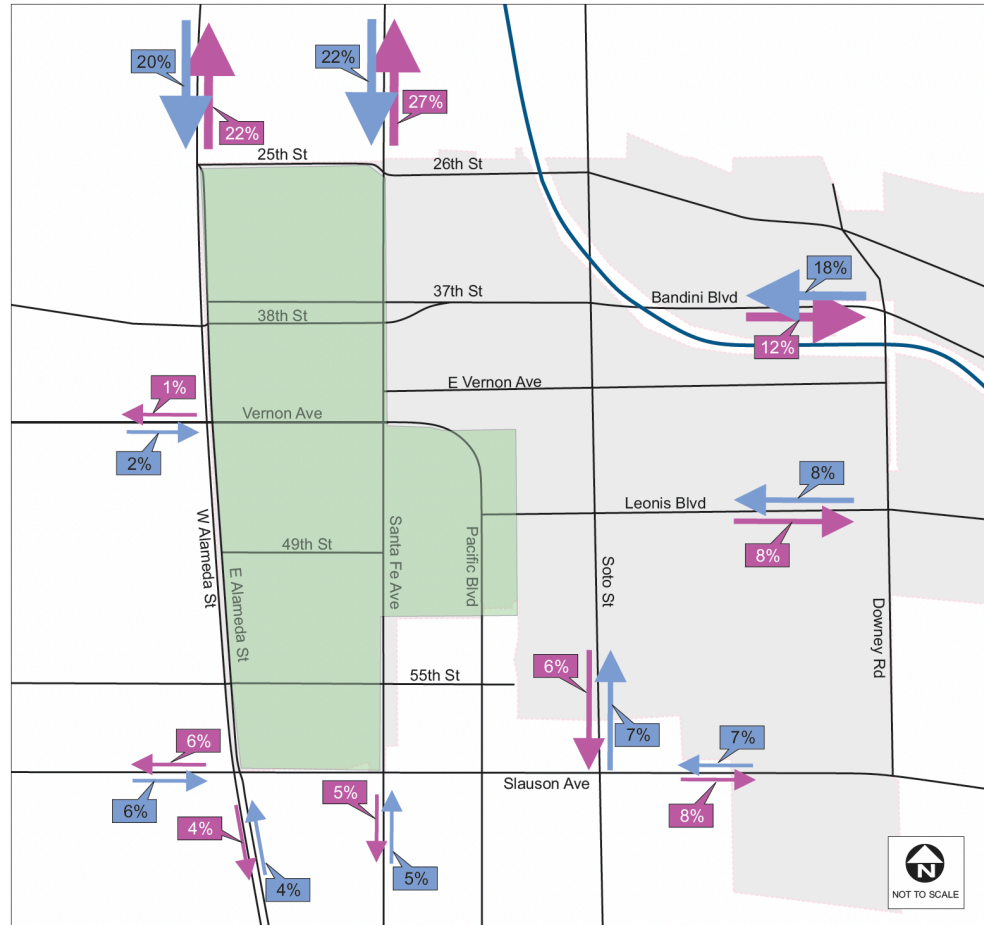 20%
22%
22%
27%
25th St
26th St
18%
37th St
Bandini Blvd
38th St
12%
1%
E Vernon Ave
Vernon Ave
2%
8%
Leonis Blvd
W Alameda St
Santa Fe Ave
Pacific Blvd
49th St
8%
Soto St
E Alameda St
Downey Rd
6%
55th St
7%
7%
6%
Slauson Ave
6%
5%
8%
4%
5%
4%
NOT TO SCALE